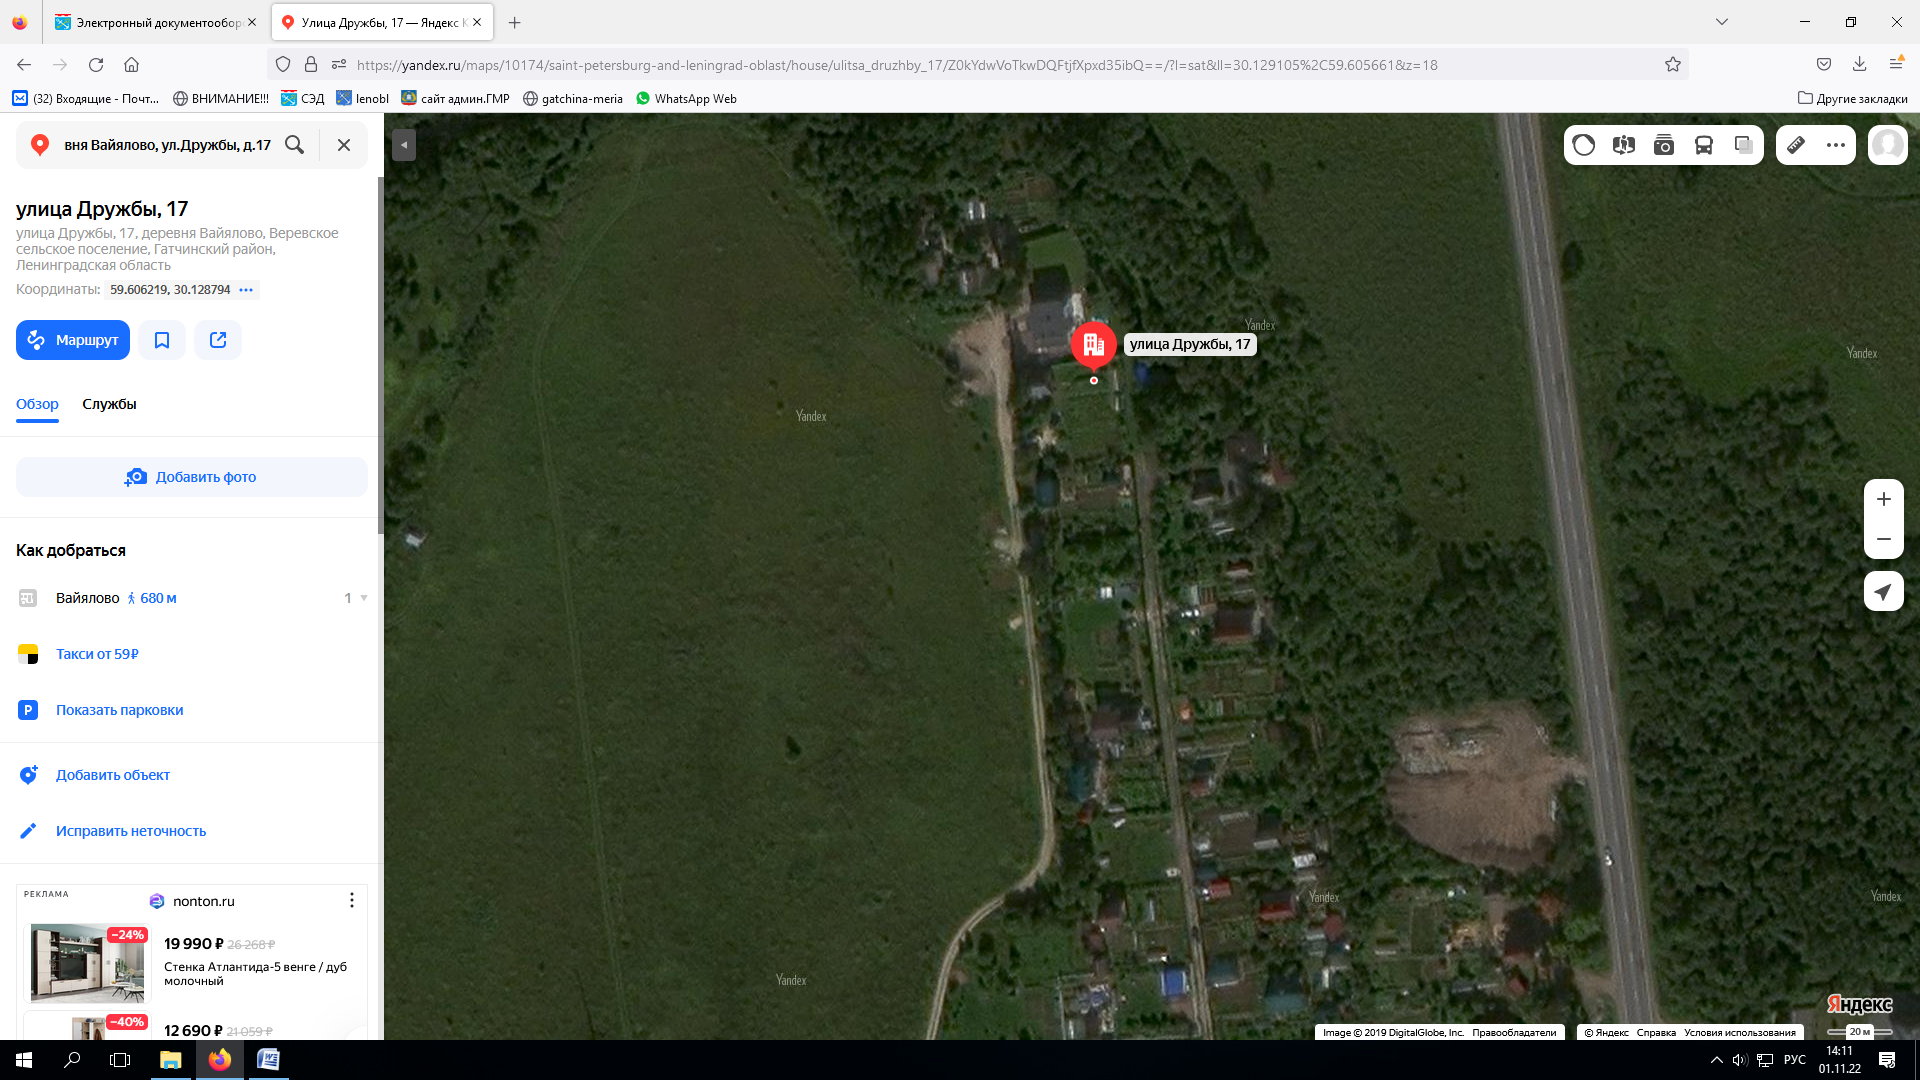 Электронный документооборо
Улица Дружбы, 17 — Яндекс К
https://yandex.ru/maps/10174/saint-petersburg-and-leningrad-oblast/house/ulitsa_druzhby_17/Z0kYdwVoTkwDQFtjfXpxd35ibQ==/?l=sat&ll=30.129105%2C59.605661&z=18
(32) Входящие - Почт...
ВНИМАНИЕ!!!
СЭД
lenobl
сайт админ.ГМР
gatchina-meria
WhatsApp Web
Другие закладки
вня Вайялово, ул.Дружбы, д.17
улица Дружбы, 17
улица Дружбы, 17, деревня Вайялово, Веревское
сельское поселение, Гатчинский район,
Ленинградская область
Координаты: 59.606219, 30.128794
Маршрут
Обзор
Службы
Добавить фото
Как добраться
Вайялово 680 м 1
Такси от 59₽
P Показать парковки
Добавить объект
Исправить неточность
РЕКЛАМА
nonton.ru
–24%
19 990 ₽ 26 268 ₽
Стенка Атлантида-5 венге / дуб
молочный
–40%
12 690 ₽ 21 059 ₽
улица Дружбы, 17
Yandex
Yandex
Yandex
Yandex
Yandex
Yandex
Яндекс
Image © 2019 DigitalGlobe, Inc. Правообладатели
© Яндекс Справка Условия использования
20 м
РУС
14:11
01.11.22